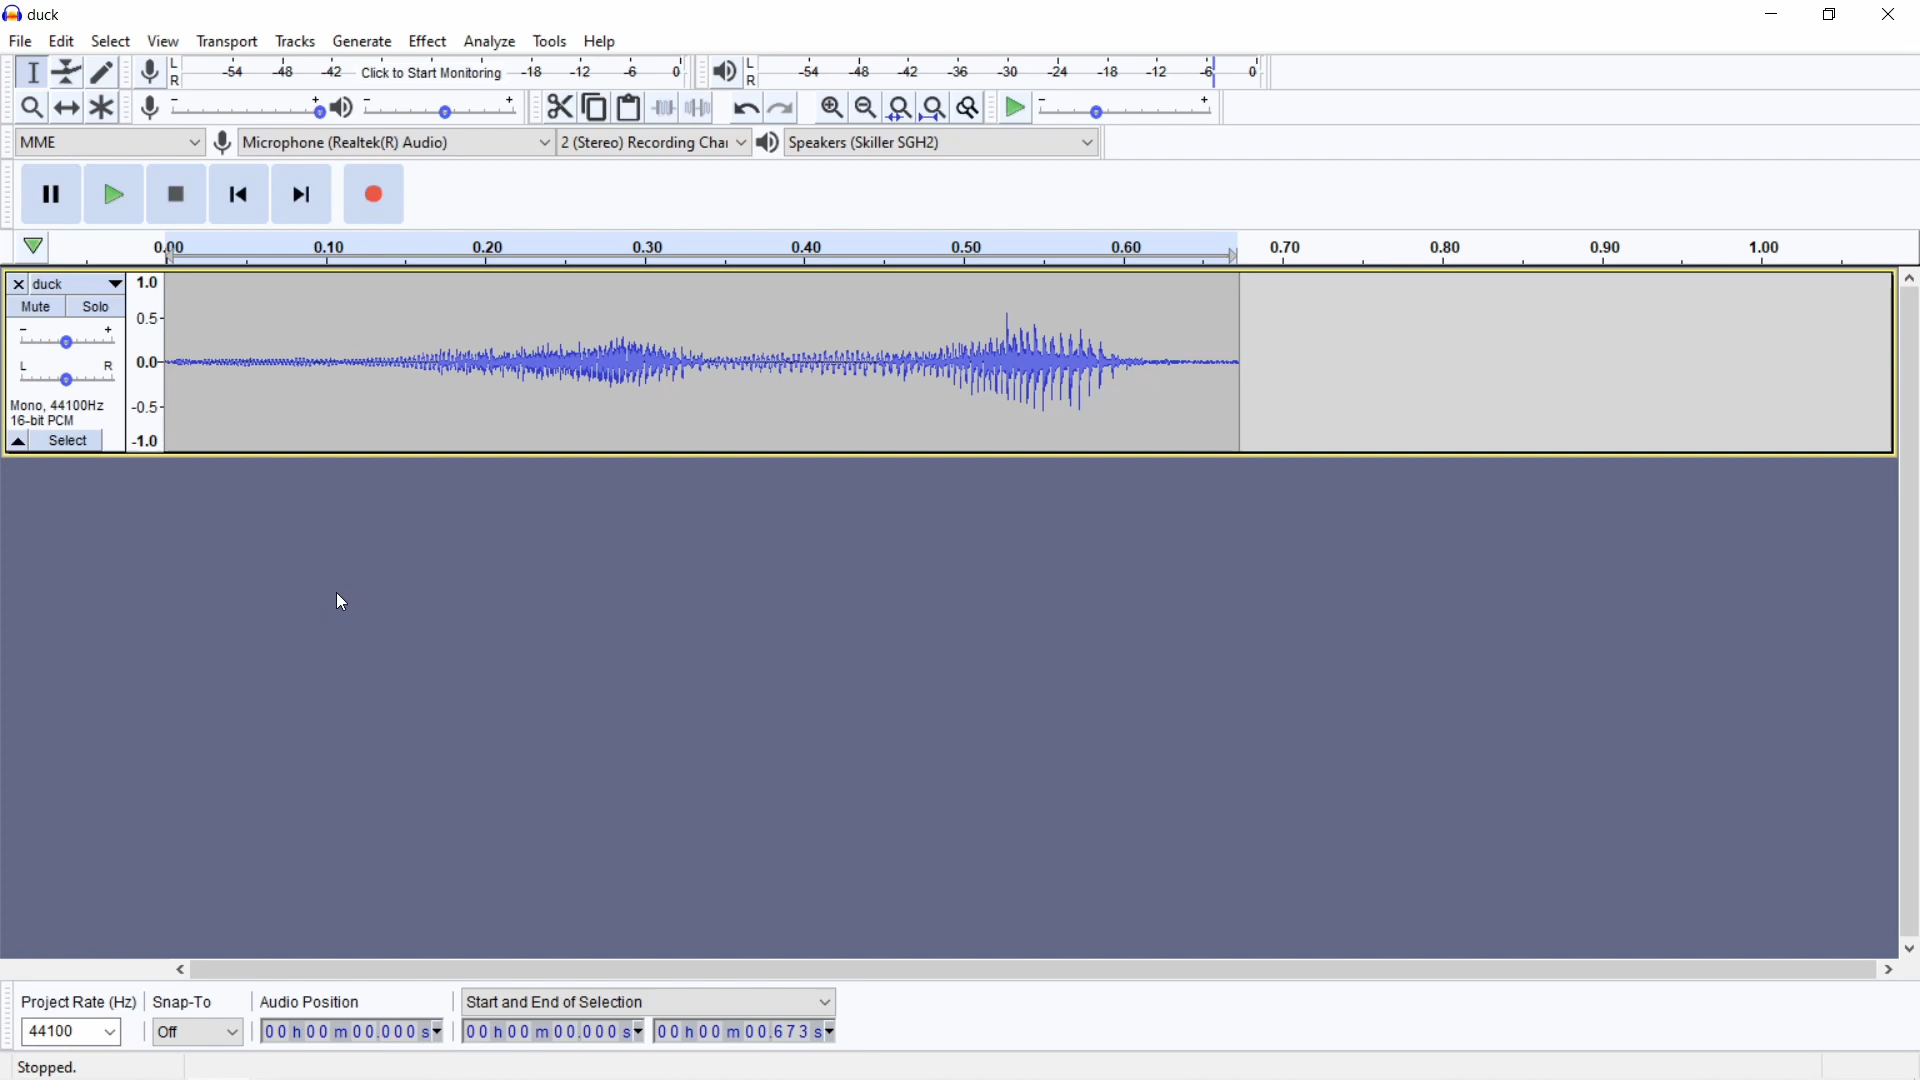 duck
File Edit Select View Transport Tracks Generate Effect Analyze Tools Help
L R -54 -48 -42 Click to Start Monitoring -18 -12 -6 0 L R -54 -48 -42 -36 -30 -24 -18 -12 -6 0
- + - + - +
MME Microphone (Realtek(R) Audio) 2 (Stereo) Recording Chai Speakers (Skiller SGH2)
0.00 0.10 0.20 0.30 0.40 0.50 0.60 0.70 0.80 0.90 1.00
duck 1.0
Mute Solo
- + 0.5
L R 0.0
Mono, 44100Hz -0.5
16-bit PCM
Select -1.0
Project Rate (Hz) Snap-To Audio Position Start and End of Selection
44100 Off 00 h 00 m 00.000 s 00 h 00 m 00.000 s 00 h 00 m 00.673 s
Stopped.